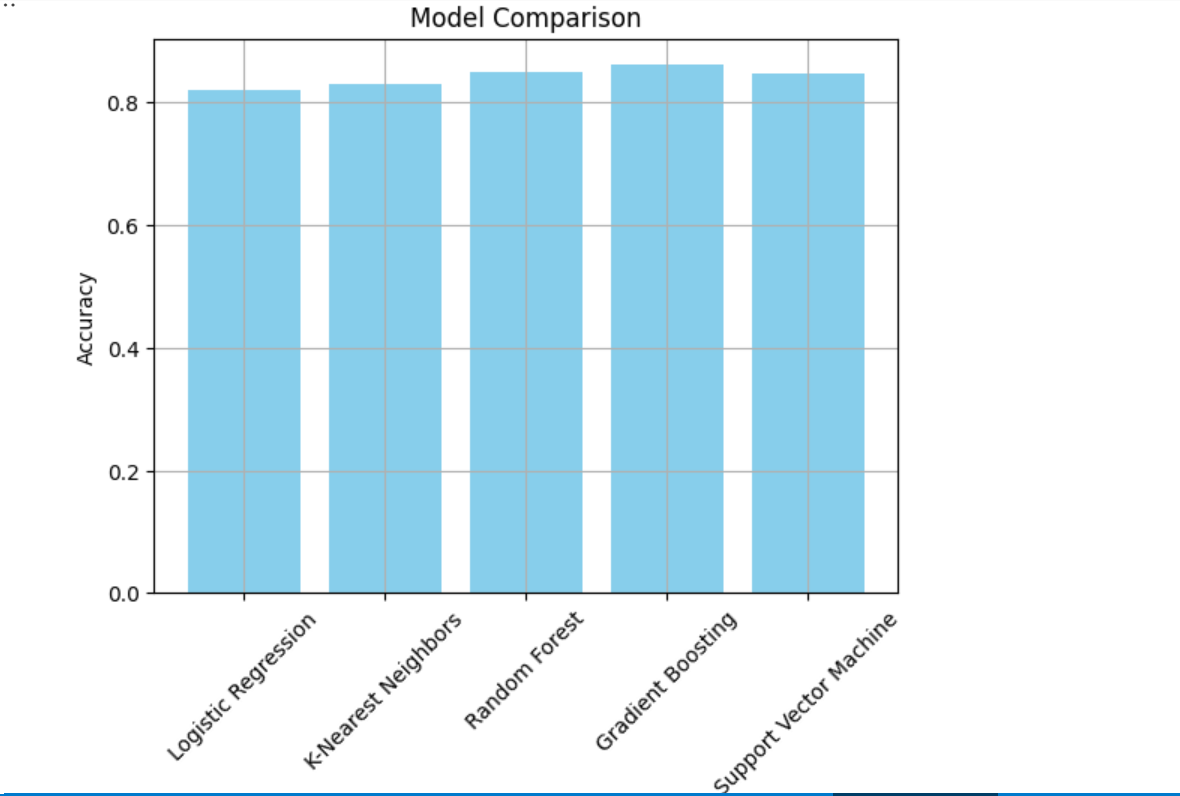 Model Comparison
0.8
0.6
0.4
0.2
0.0
Accuracy
Logistic Regression
K-Nearest Neighbors
Random Forest
Gradient Boosting
Support Vector Machine